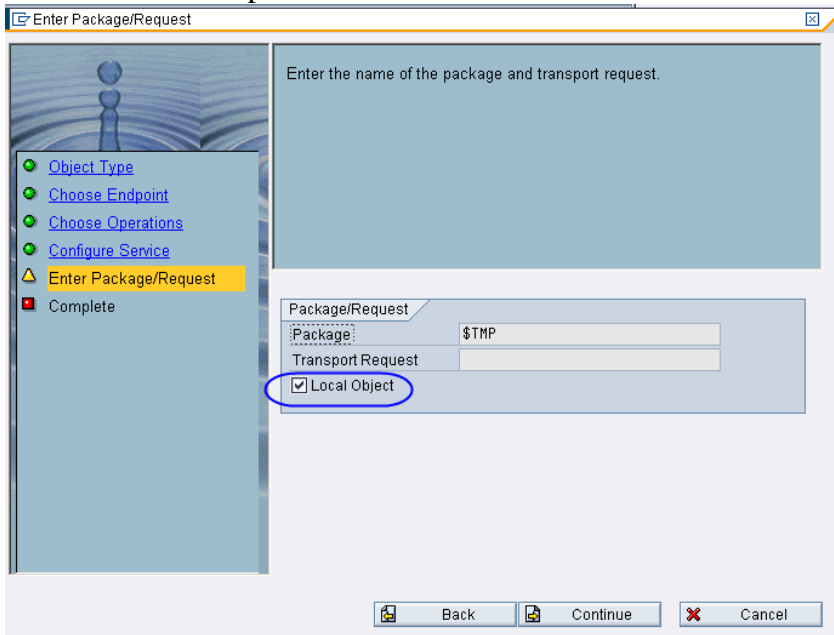 Enter Package/Request
Enter the name of the package and transport request.
Object Type
Choose Endpoint
Choose Operations
Configure Service
Enter Package/Request
Complete
Package/Request
Package
$TMP
Transport Request
Local Object
Back
Continue
Cancel